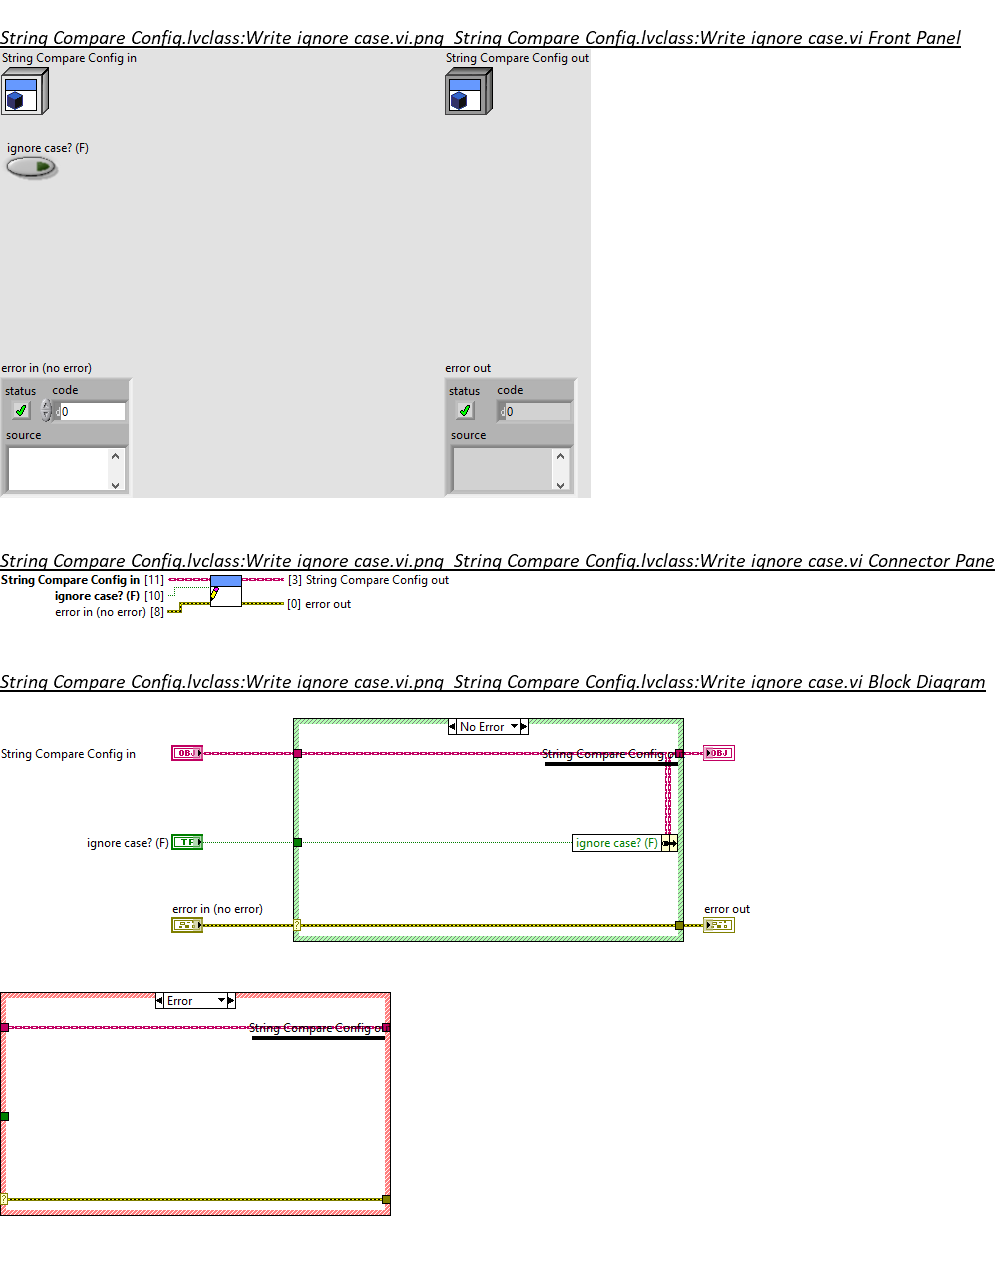 String Compare Config.lvclass:Write ignore case.vi.png  String Compare Config.lvclass:Write ignore case.vi Front Panel
String Compare Config in
String Compare Config out
ignore case? (F)
error in (no error)
error out
status code
status code
0
0
source
source
String Compare Config.lvclass:Write ignore case.vi.png  String Compare Config.lvclass:Write ignore case.vi Connector Pane
String Compare Config in [11]
[3] String Compare Config out
ignore case? (F) [10]
[0] error out
error in (no error) [8]
String Compare Config.lvclass:Write ignore case.vi.png  String Compare Config.lvclass:Write ignore case.vi Block Diagram
No Error
String Compare Config in
OBJ
String Compare Config o
OBJ
ignore case? (F)
TF
ignore case? (F)
error in (no error)
error out
?
Error
String Compare Config o
?